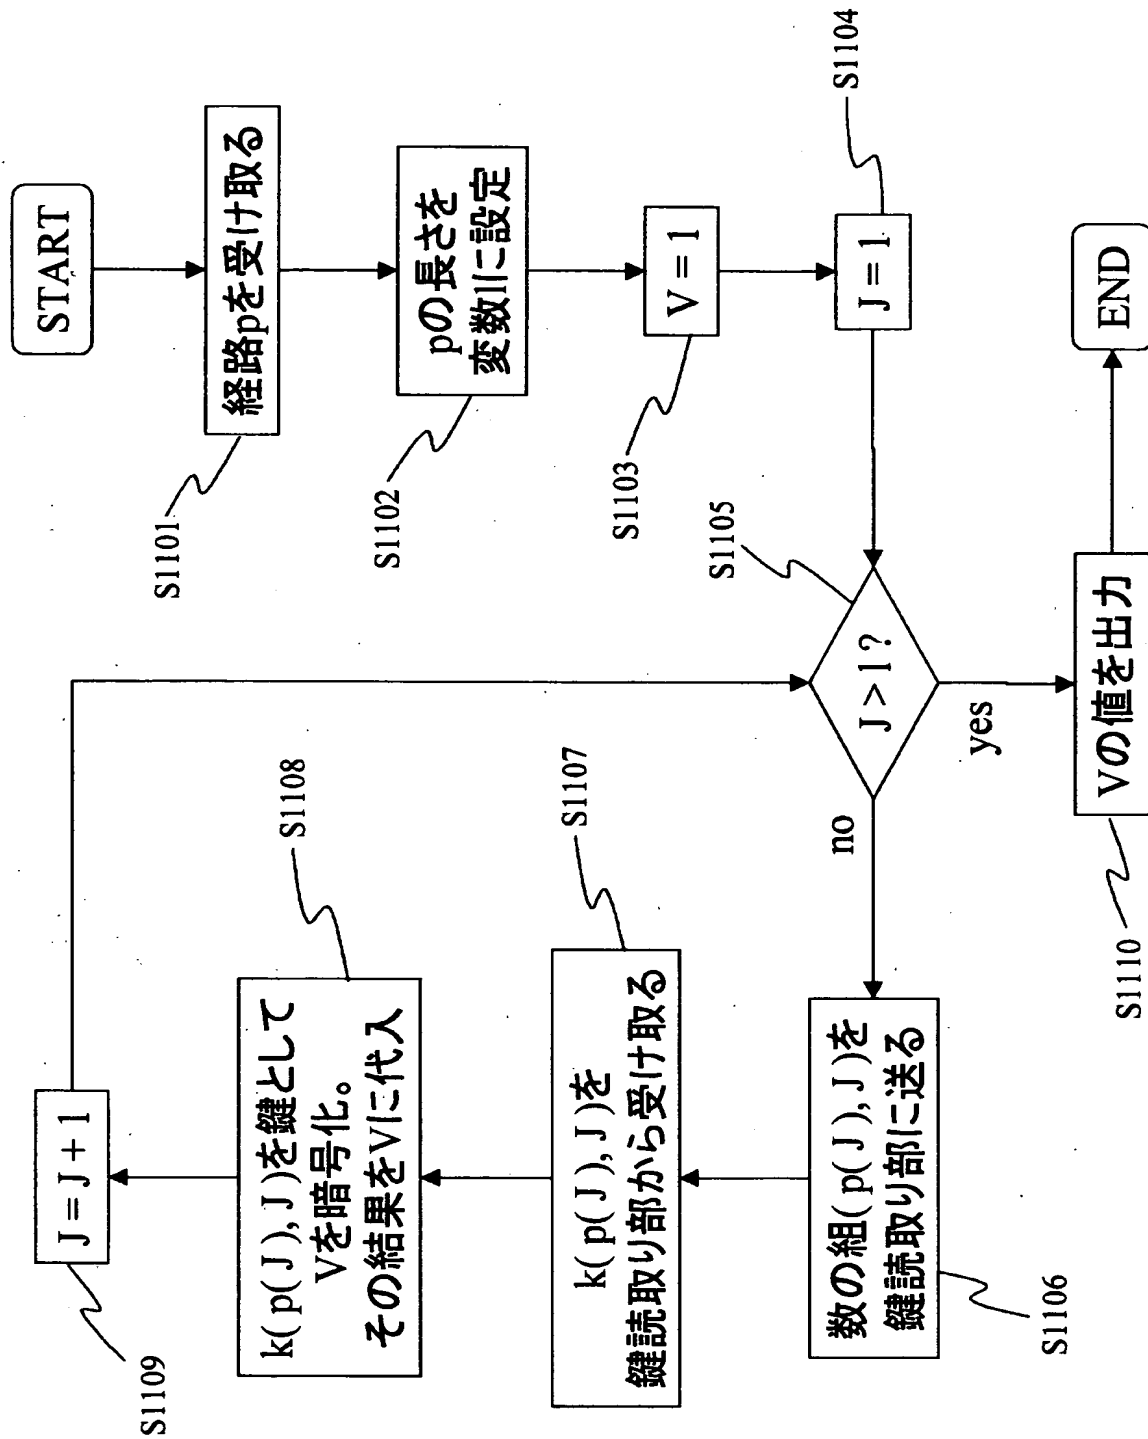 START
経路pを受け取る
S1101
pの長さを
変数lに設定
S1102
V = 1
S1103
J = 1
S1104
J > l ?
S1105
no
yes
数の組( p( J ), J )を
鍵読取り部に送る
S1106
k( p( J ), J )を
鍵読取り部から受け取る
S1107
k( p( J ), J )を鍵として
Vを暗号化。
その結果をVに代入
S1108
J = J + 1
S1109
Vの値を出力
S1110
END